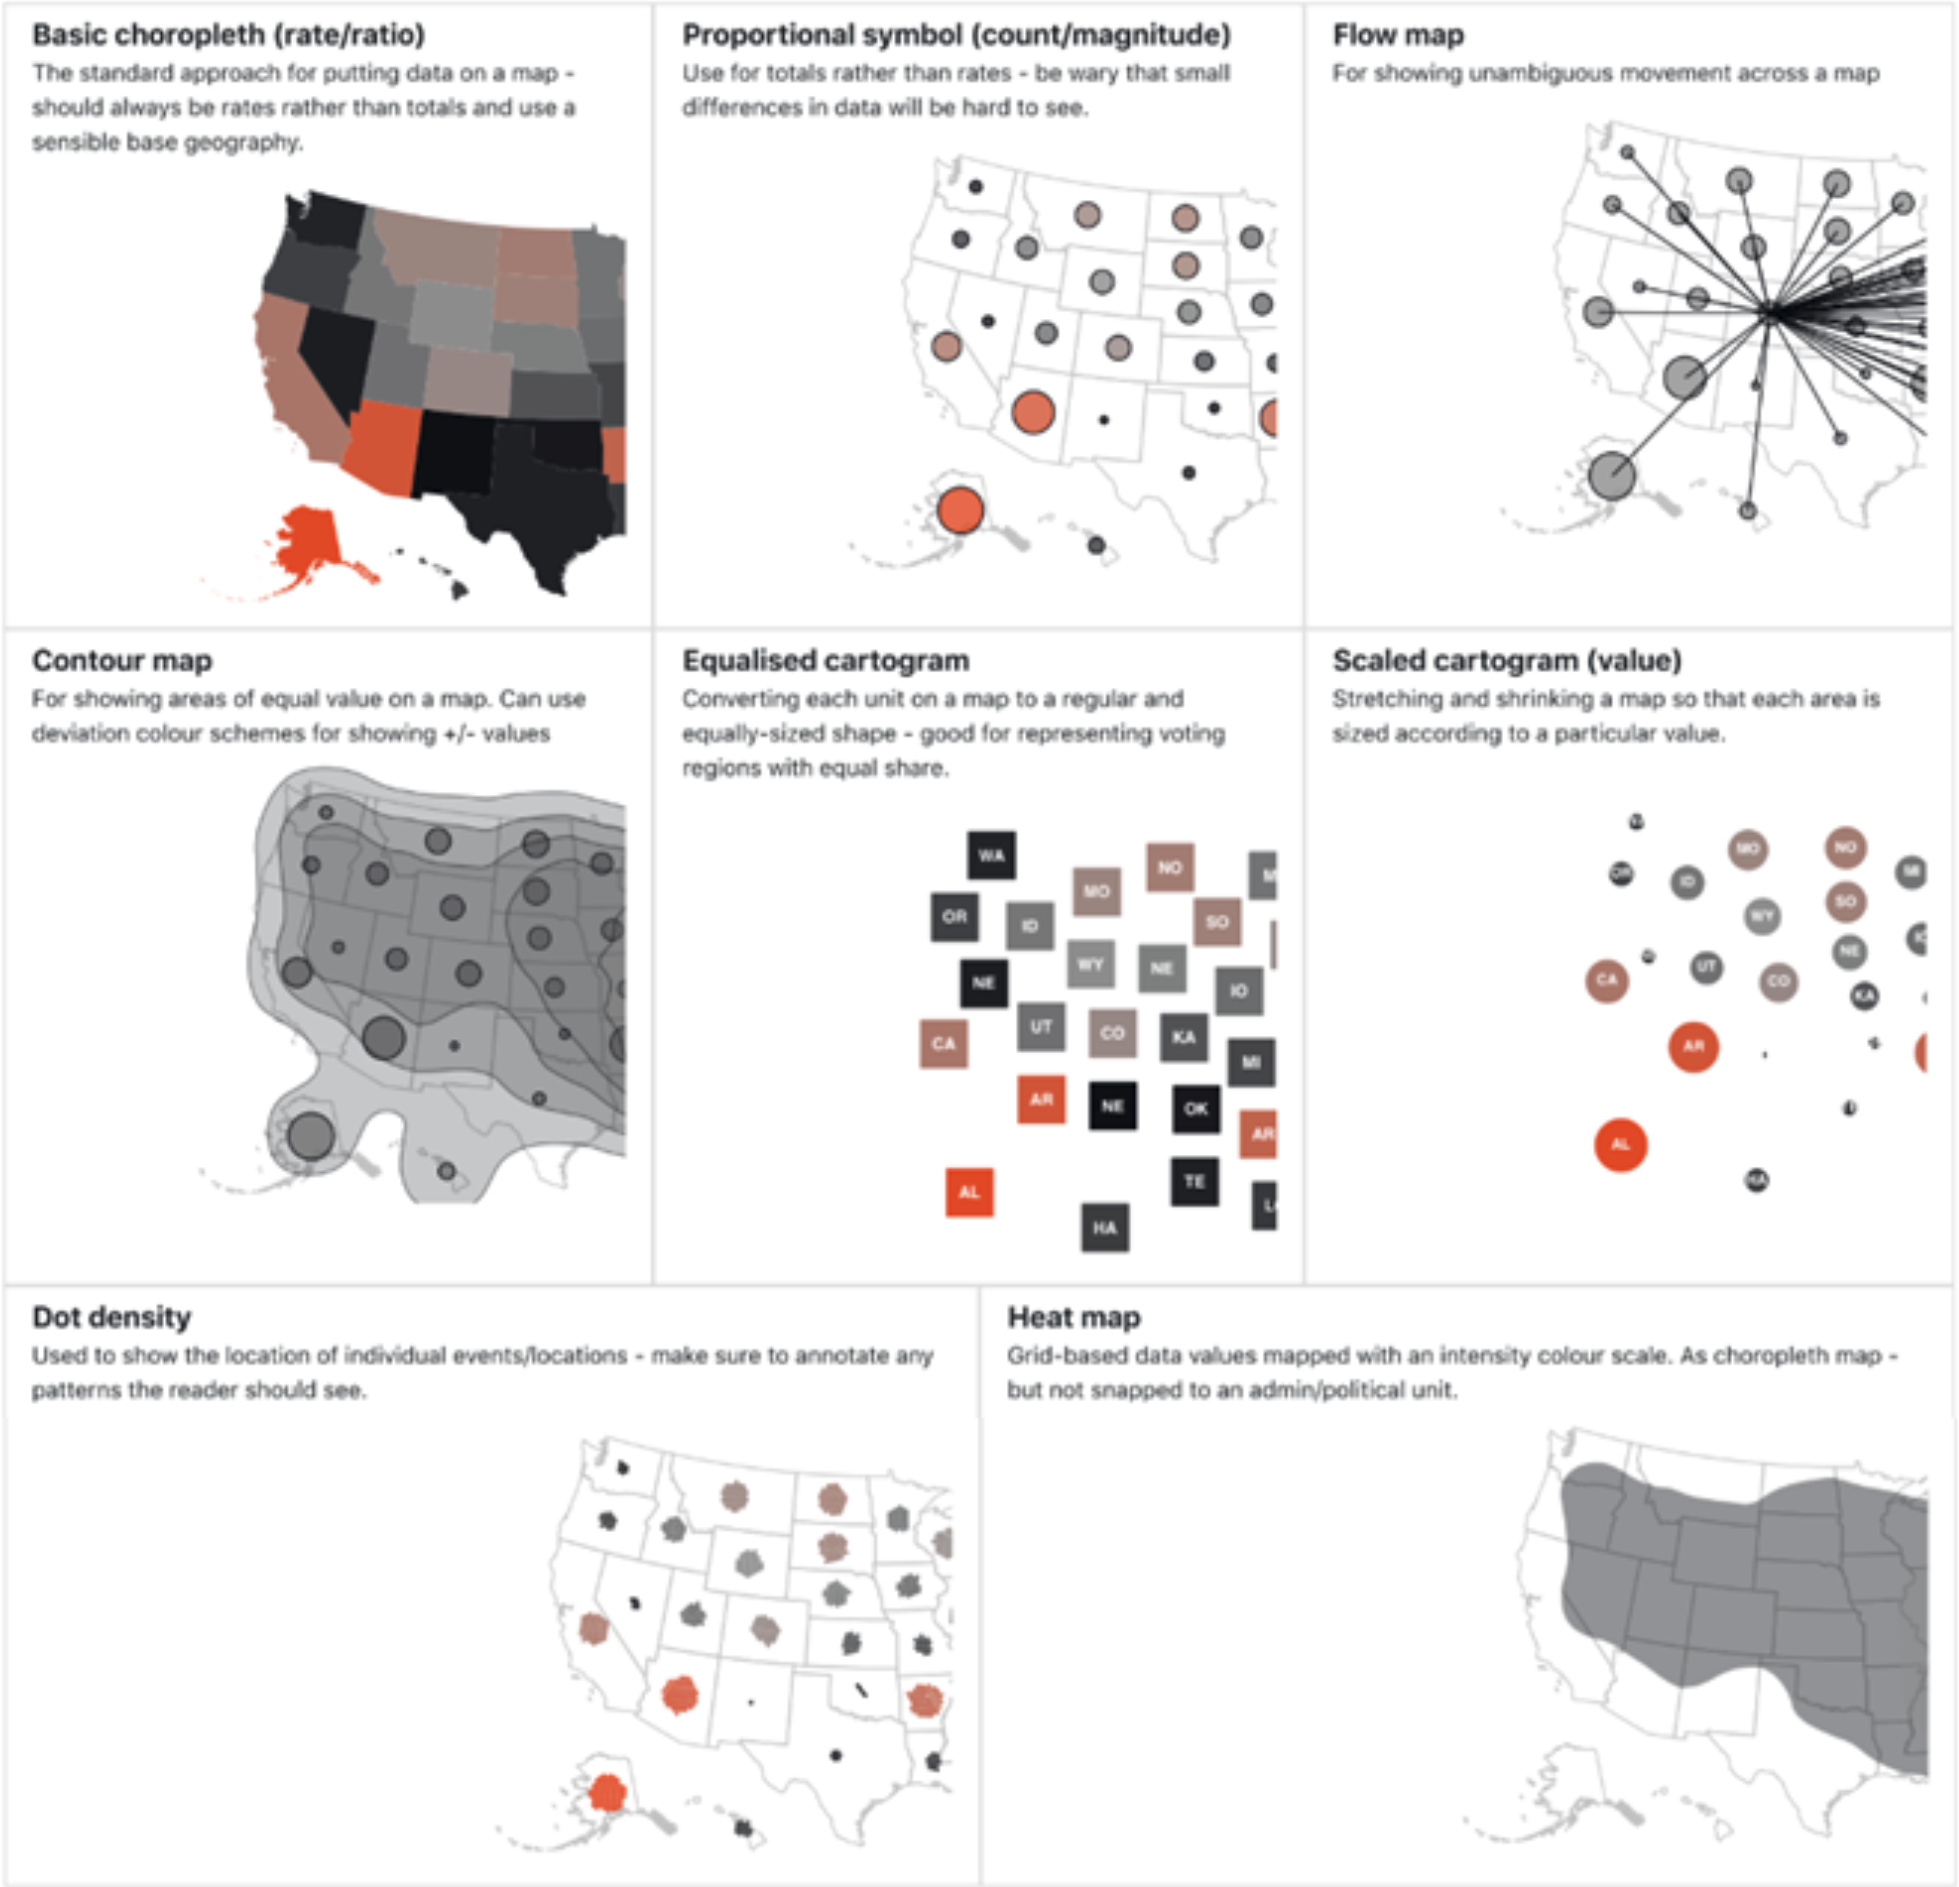 Basic choropleth (rate/ratio)
The standard approach for putting data on a map -
should always be rates rather than totals and use a
sensible base geography.
Proportional symbol (count/magnitude)
Use for totals rather than rates - be wary that small
differences in data will be hard to see.
Flow map
For showing unambiguous movement across a map
Contour map
For showing areas of equal value on a map. Can use
deviation colour schemes for showing +/- values
Equalised cartogram
Converting each unit on a map to a regular and
equally-sized shape - good for representing voting
regions with equal share.
WA
NO
M
MO
OR
ID
SO
WY
NE
NE
IO
UT
CO
KA
CA
MI
AR
NE
OK
AR
TE
AL
L
HA
Scaled cartogram (value)
Stretching and shrinking a map so that each area is
sized according to a particular value.
MO
NO
OR
ID
MI
SO
WY
NE
UT
CA
CO
KA
AR
AL
HA
Dot density
Used to show the location of individual events/locations - make sure to annotate any
patterns the reader should see.
Heat map
Grid-based data values mapped with an intensity colour scale. As choropleth map -
but not snapped to an admin/political unit.